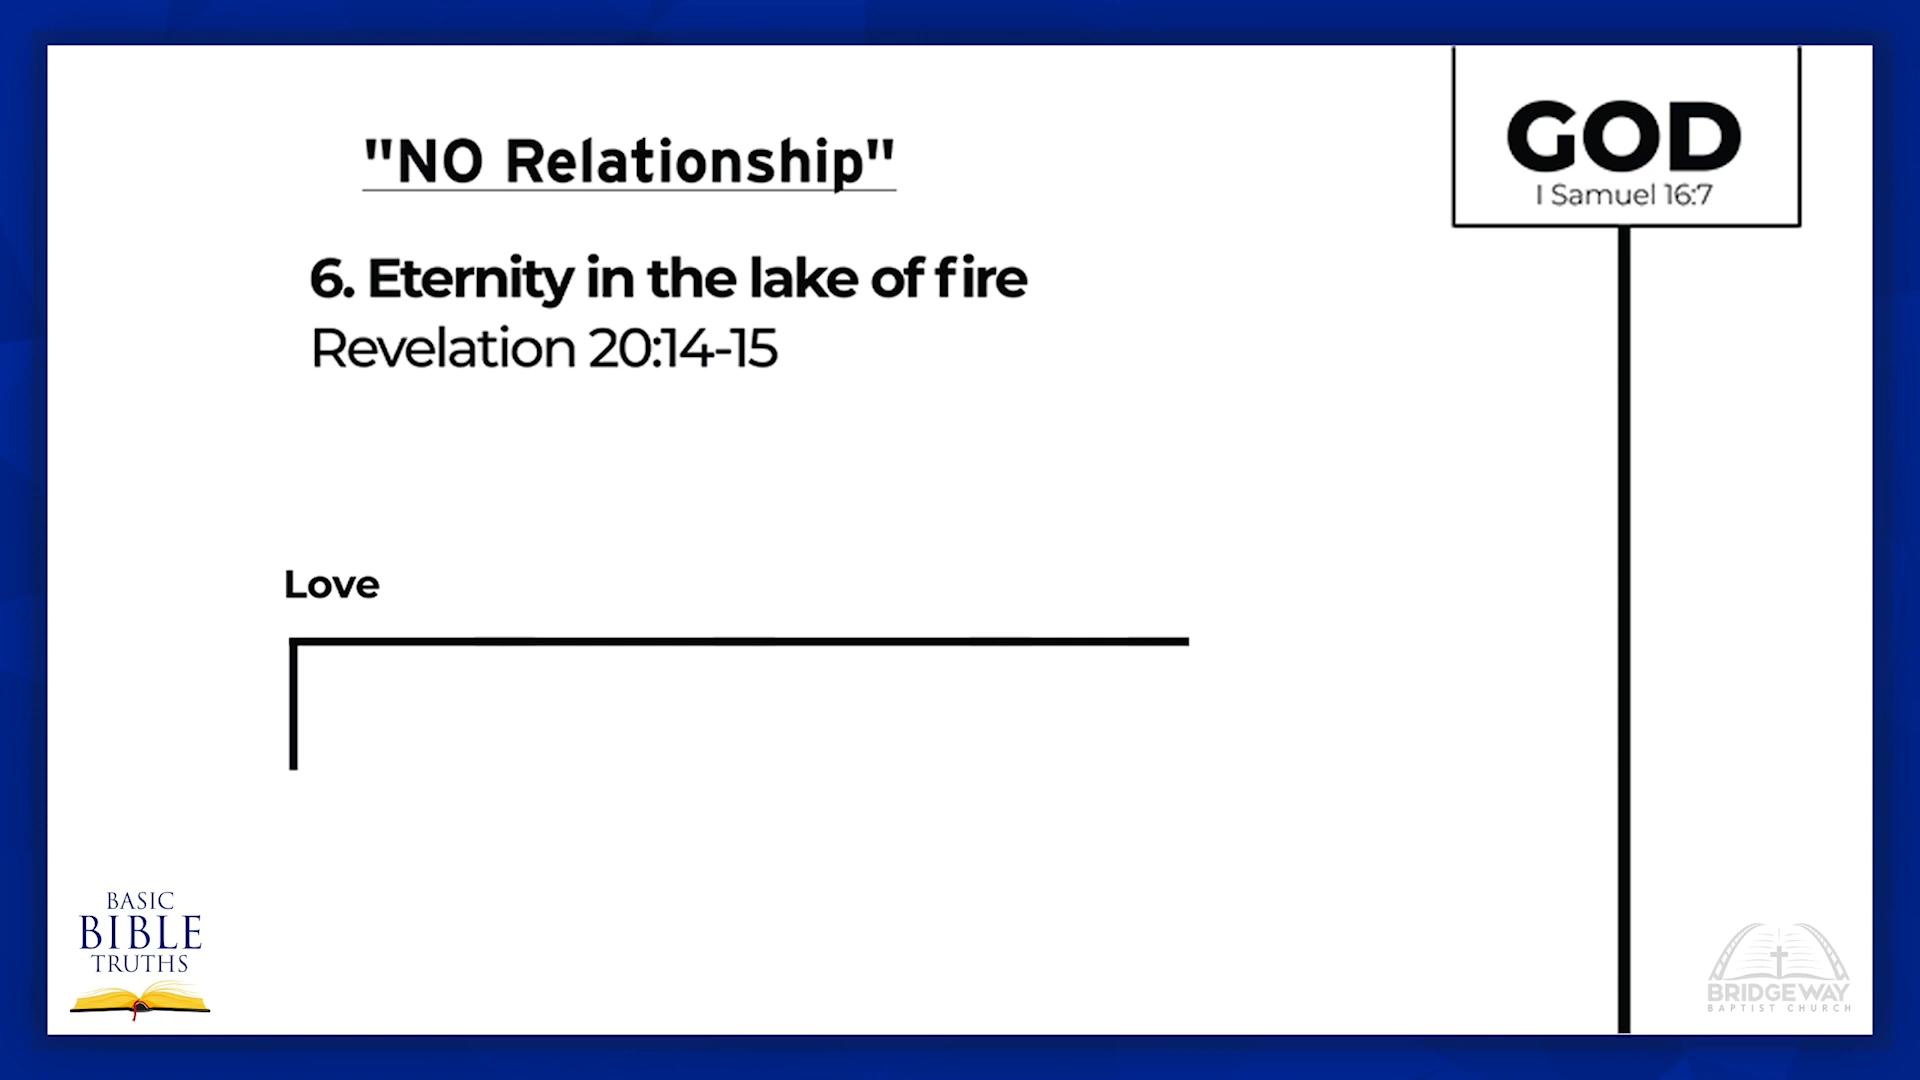 "NO Relationship"
GOD
I Samuel 16:7
6. Eternity in the lake of fire
Revelation 20:14-15
Love
BASIC
BIBLE
TRUTHS
BRIDGEWAY
BAPTIST CHURCH